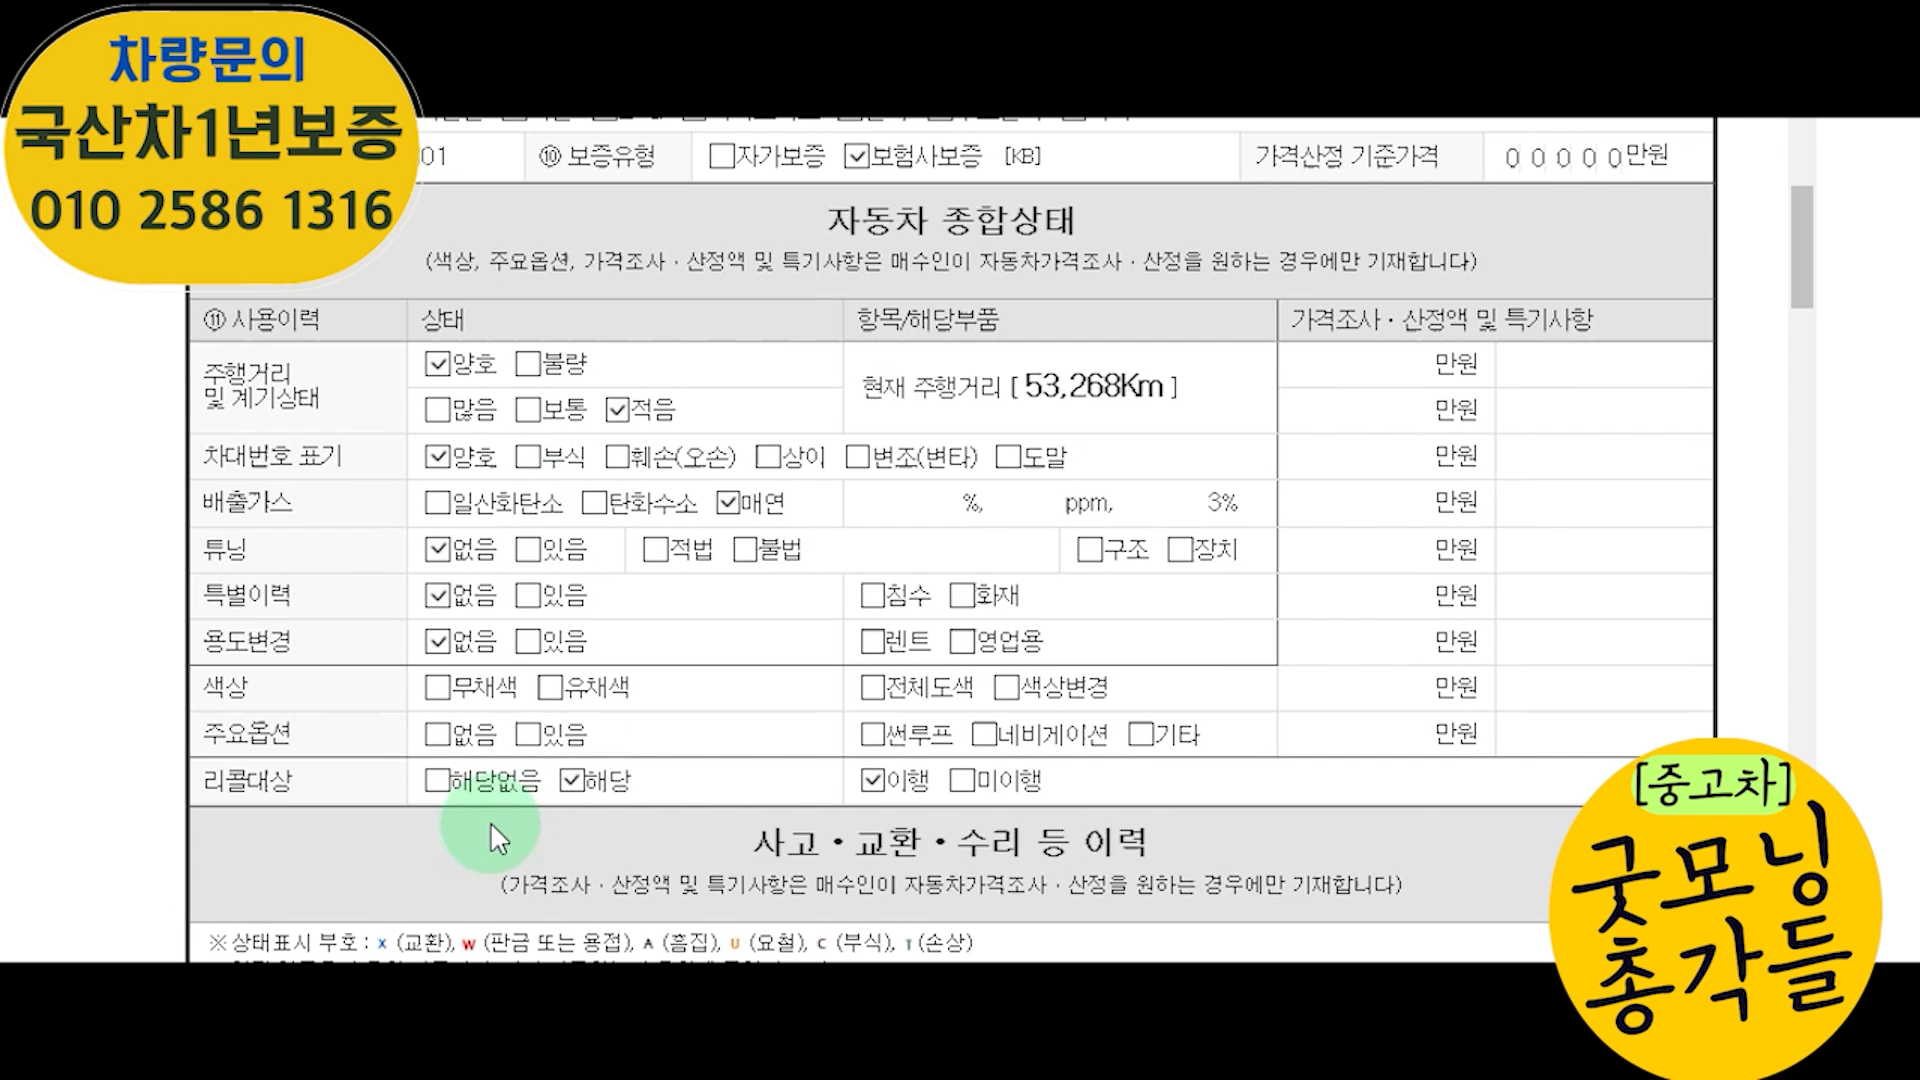 차량문의
국산차1년보증
010 2586 1316
01 ⑩ 보증유형 자가보증 보험사보증 [KB] 가격산정 기준가격 0 0 0 0 0만원
자동차 종합상태
(색상, 주요옵션, 가격조사 · 산정액 및 특기사항은 매수인이 자동차가격조사 · 산정을 원하는 경우에만 기재합니다)
⑪ 사용이력 상태 항목/해당부품 가격조사 · 산정액 및 특기사항
주행거리
및 계기상태
양호 불량 만원
현재 주행거리 [ 53,268Km ]
많음 보통 적음 만원
차대번호 표기 양호 부식 훼손(오손) 상이 변조(변타) 도말 만원
배출가스 일산화탄소 탄화수소 매연 %, ppm, 3% 만원
튜닝 없음 있음 적법 불법 구조 장치 만원
특별이력 없음 있음 침수 화재 만원
용도변경 없음 있음 렌트 영업용 만원
색상 무채색 유채색 전체도색 색상변경 만원
주요옵션 없음 있음 썬루프 네비게이션 기타 만원
리콜대상 해당없음 해당 이행 미이행
사고 · 교환 · 수리 등 이력
(가격조사 · 산정액 및 특기사항은 매수인이 자동차가격조사 · 산정을 원하는 경우에만 기재합니다)
※ 상태표시 부호 : X (교환), W (판금 또는 용접), A (흠집), U (요철), C (부식), T (손상)
[중고차]
굿모닝
총각들